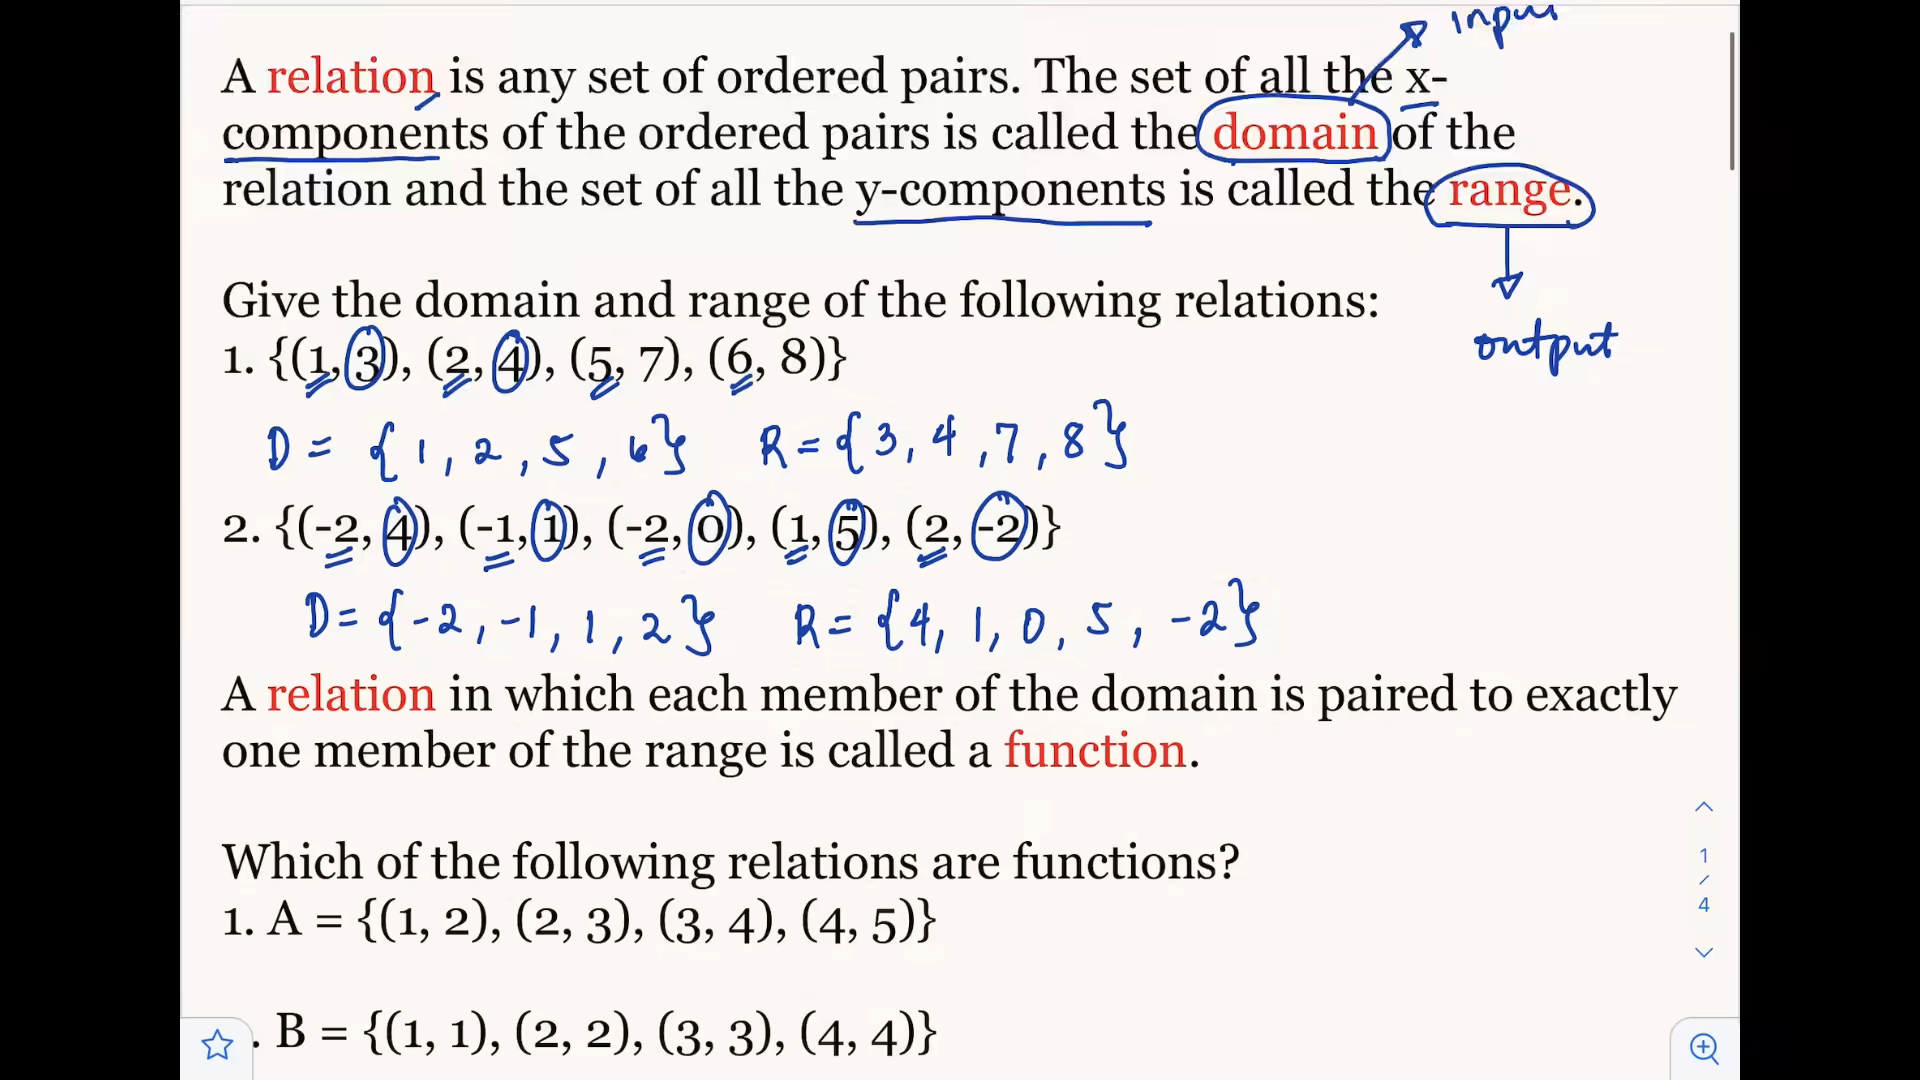 input
A relation is any set of ordered pairs. The set of all the x-
components of the ordered pairs is called the domain of the
relation and the set of all the y-components is called the range.
Give the domain and range of the following relations:
output
1. {(1, 3), (2, 4), (5, 7), (6, 8)}
D = {1, 2, 5, 6} R = {3, 4, 7, 8}
2. {(-2, 4), (-1, 1), (-2, 0), (1, 5), (2, -2)}
D = {-2, -1, 1, 2} R = {4, 1, 0, 5, -2}
A relation in which each member of the domain is paired to exactly
one member of the range is called a function.
Which of the following relations are functions?
1. A = {(1, 2), (2, 3), (3, 4), (4, 5)}
. B = {(1, 1), (2, 2), (3, 3), (4, 4)}
1
/
4